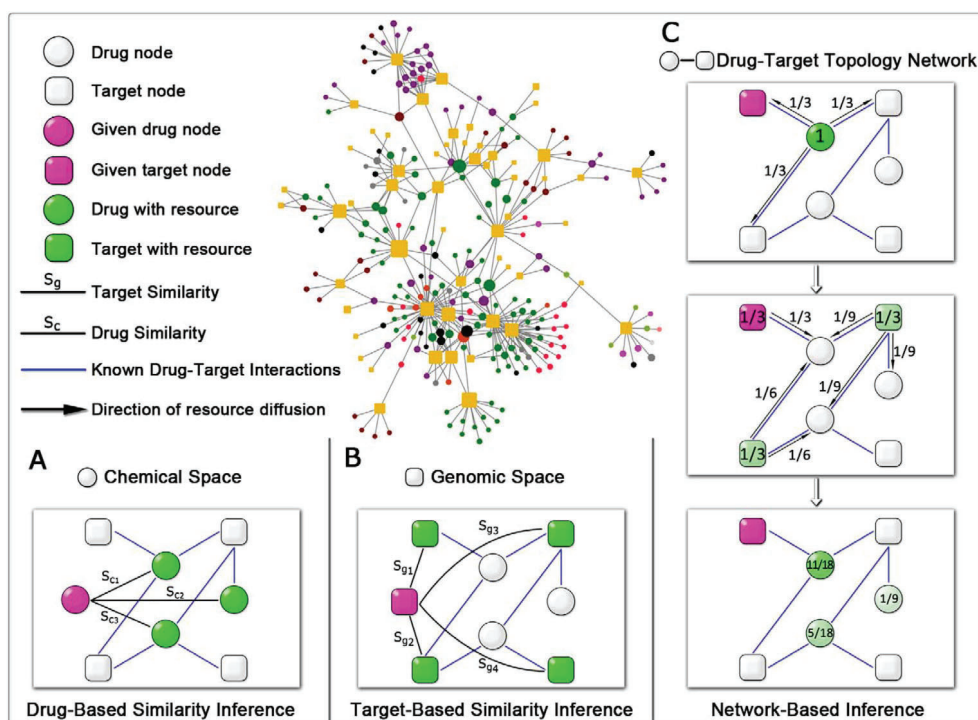 Drug node
Target node
Given drug node
Given target node
Drug with resource
Target with resource
Sg
Target Similarity
Sc
Drug Similarity
Known Drug-Target Interactions
Direction of resource diffusion
A
Chemical Space
Sc1
Sc2
Sc3
Drug-Based Similarity Inference
B
Genomic Space
Sg3
Sg1
Sg2
Sg4
Target-Based Similarity Inference
C
Drug-Target Topology Network
1/3 1/3
1
1/3
1/3 1/3 1/9 1/3
1/9
1/6 1/9
1/3 1/6
11/18
1/9
5/18
Network-Based Inference